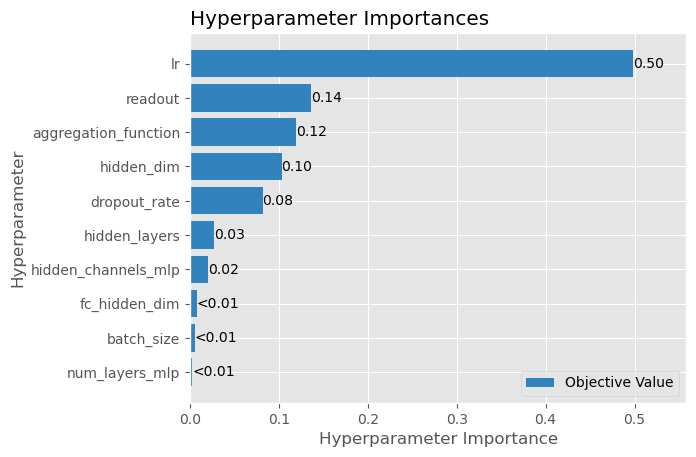 Hyperparameter Importances
Hyperparameter
lr
0.50
readout
0.14
aggregation_function
0.12
hidden_dim
0.10
dropout_rate
0.08
hidden_layers
0.03
hidden_channels_mlp
0.02
fc_hidden_dim
<0.01
batch_size
<0.01
num_layers_mlp
<0.01
Objective Value
0.0 0.1 0.2 0.3 0.4 0.5
Hyperparameter Importance